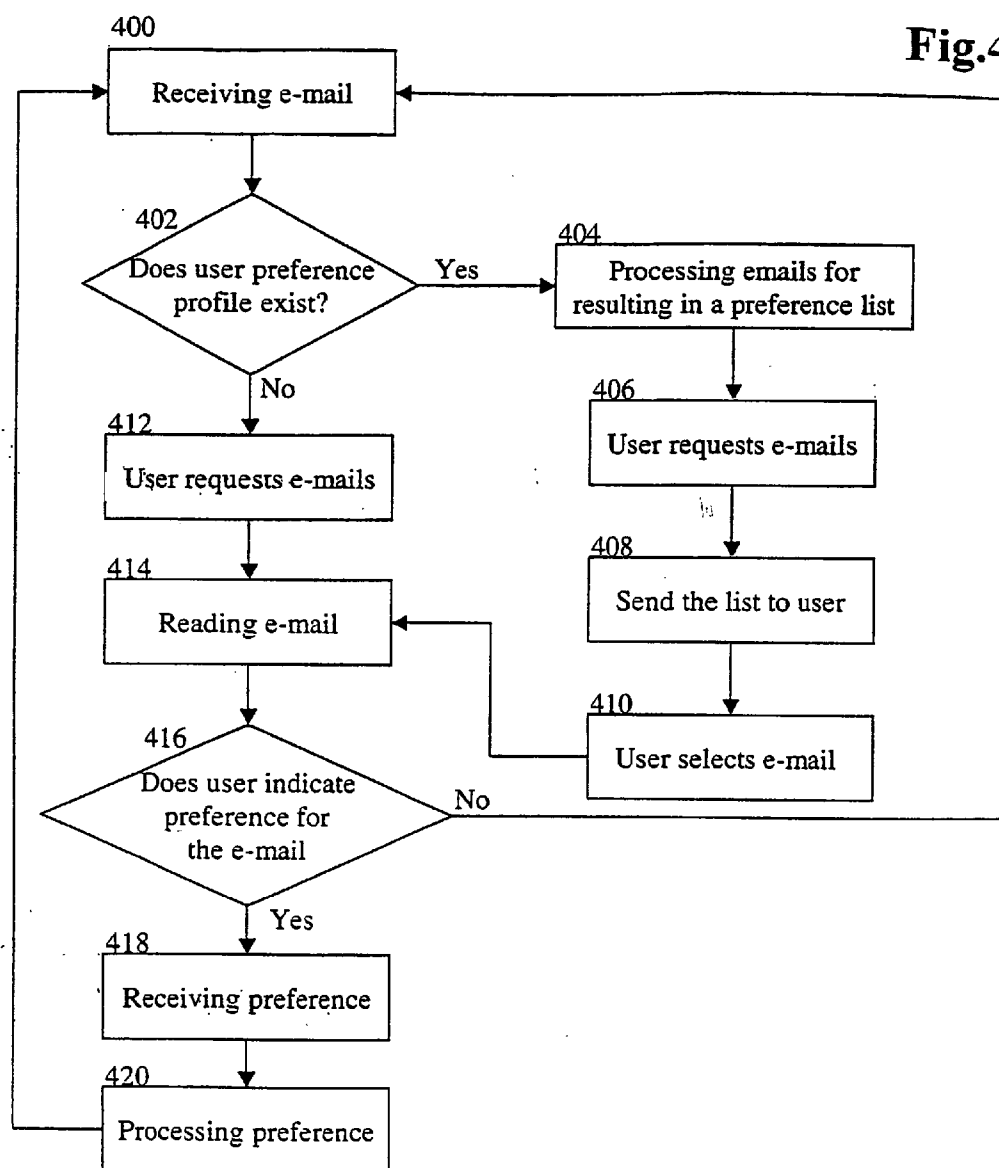 Fig.4
400
Receiving e-mail
402
Does user preference
profile exist?
Yes
404
Processing emails for
resulting in a preference list
No
406
User requests e-mails
412
User requests e-mails
408
Send the list to user
414
Reading e-mail
410
User selects e-mail
416
Does user indicate
preference for
the e-mail
No
Yes
418
Receiving preference
420
Processing preference